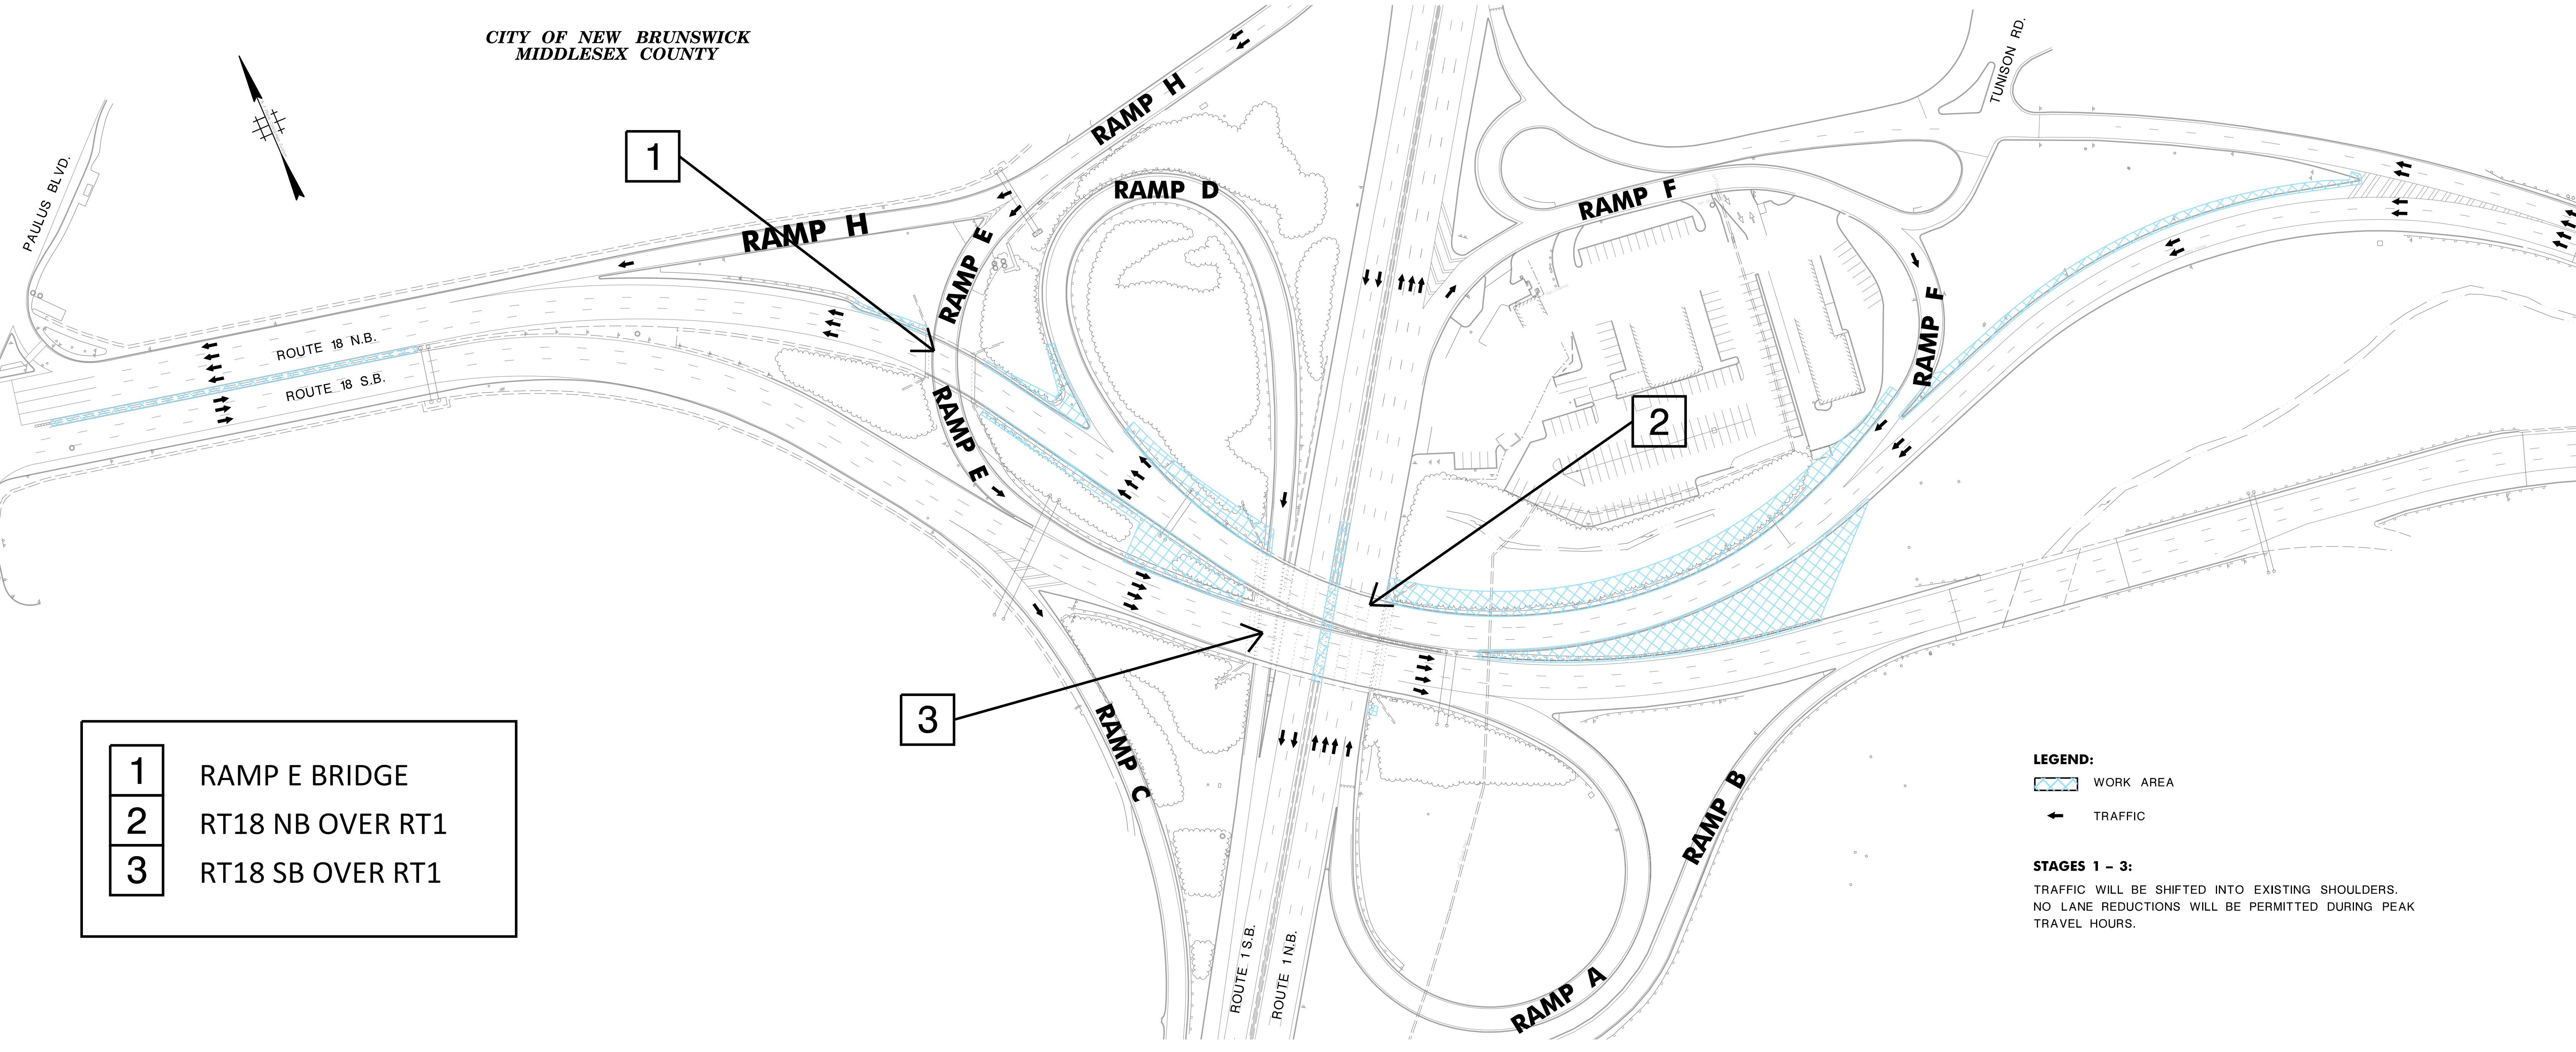 CITY OF NEW BRUNSWICK
MIDDLESEX COUNTY
PAULUS BLVD.
TUNISON RD.
RAMP H
RAMP H
RAMP D
RAMP E
RAMP E
RAMP F
RAMP F
1
2
3
ROUTE 18 N.B.
ROUTE 18 S.B.
RAMP C
RAMP B
RAMP A
ROUTE 1 S.B.
ROUTE 1 N.B.
1 RAMP E BRIDGE
2 RT18 NB OVER RT1
3 RT18 SB OVER RT1
LEGEND:
WORK AREA
TRAFFIC
STAGES 1 – 3:
TRAFFIC WILL BE SHIFTED INTO EXISTING SHOULDERS.
NO LANE REDUCTIONS WILL BE PERMITTED DURING PEAK
TRAVEL HOURS.